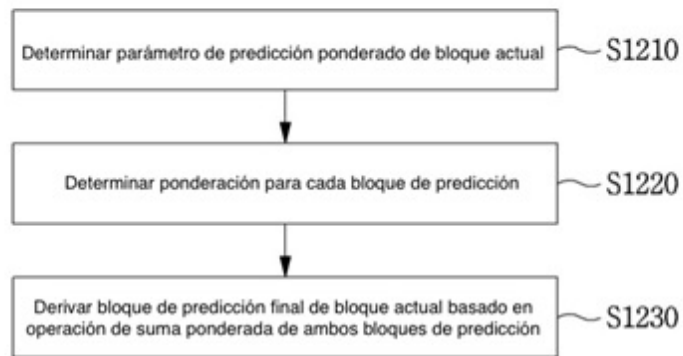 Determinar parámetro de predicción ponderado de bloque actual
S1210
Determinar ponderación para cada bloque de predicción
S1220
Derivar bloque de predicción final de bloque actual basado en
operación de suma ponderada de ambos bloques de predicción
S1230